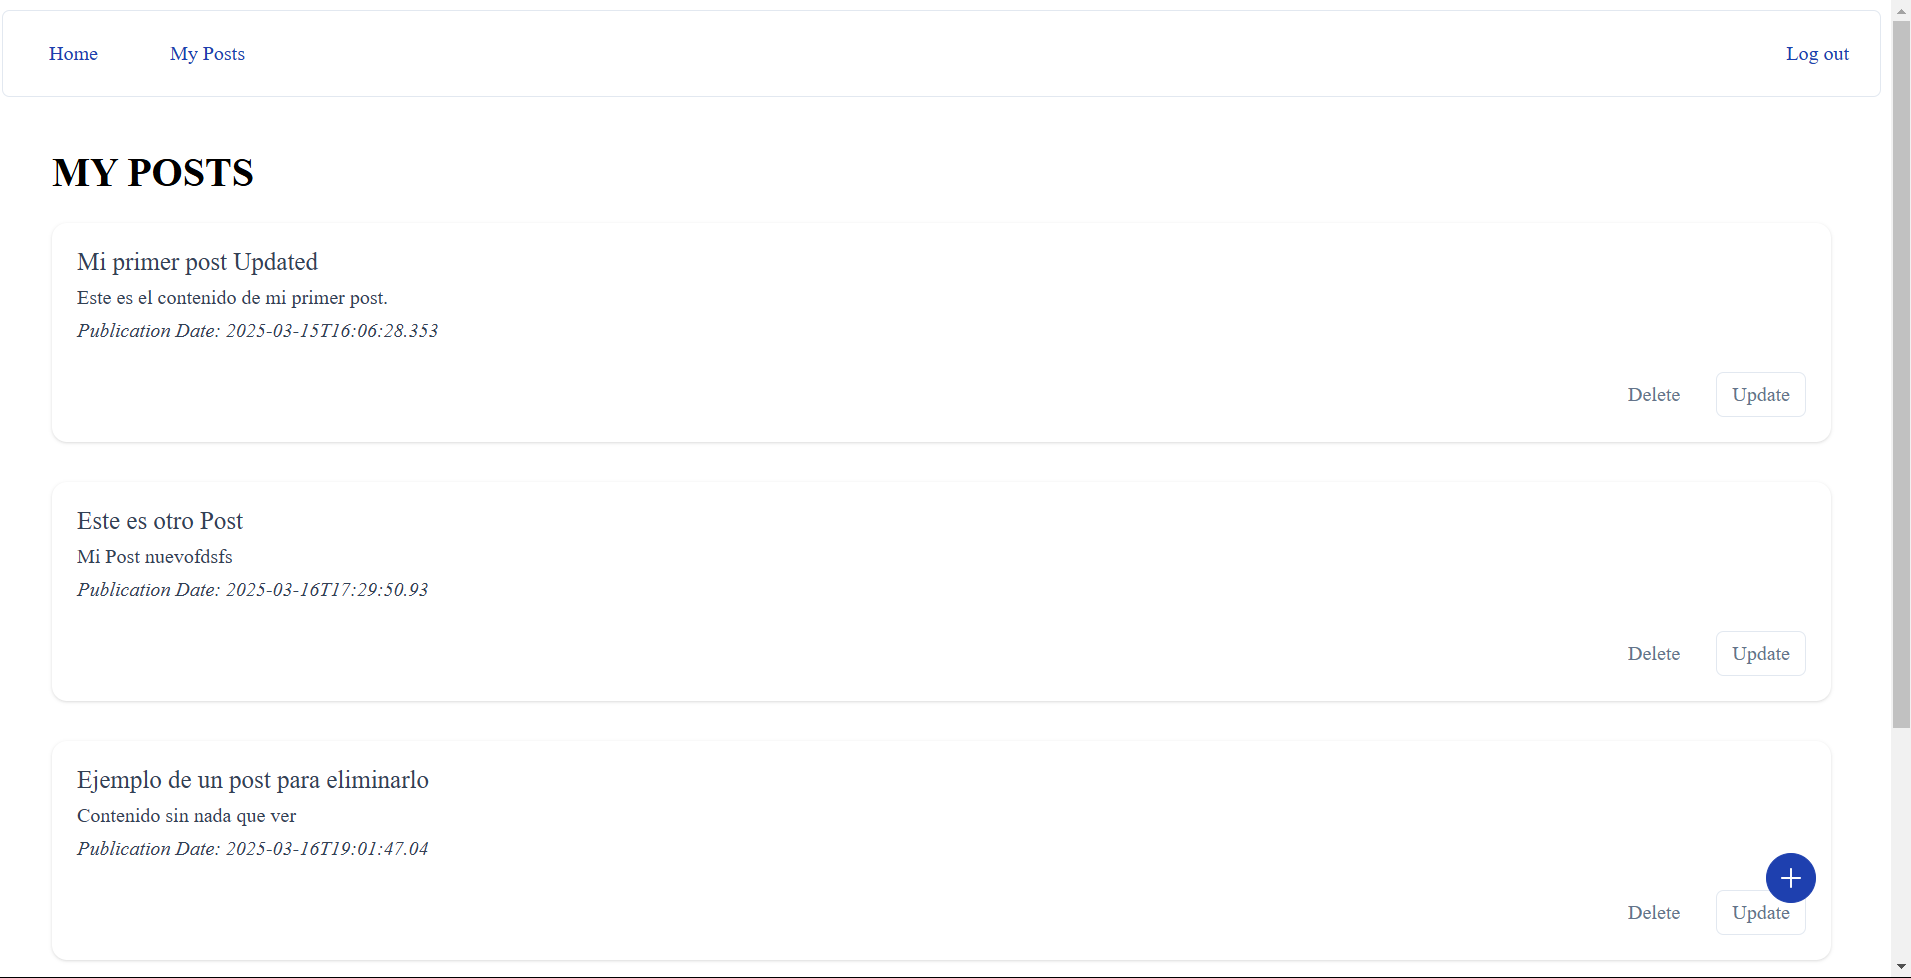 Home My Posts Log out
MY POSTS
Mi primer post Updated
Este es el contenido de mi primer post.
Publication Date: 2025-03-15T16:06:28.353
Delete Update
Este es otro Post
Mi Post nuevofdsfs
Publication Date: 2025-03-16T17:29:50.93
Delete Update
Ejemplo de un post para eliminarlo
Contenido sin nada que ver
Publication Date: 2025-03-16T19:01:47.04
Delete Update